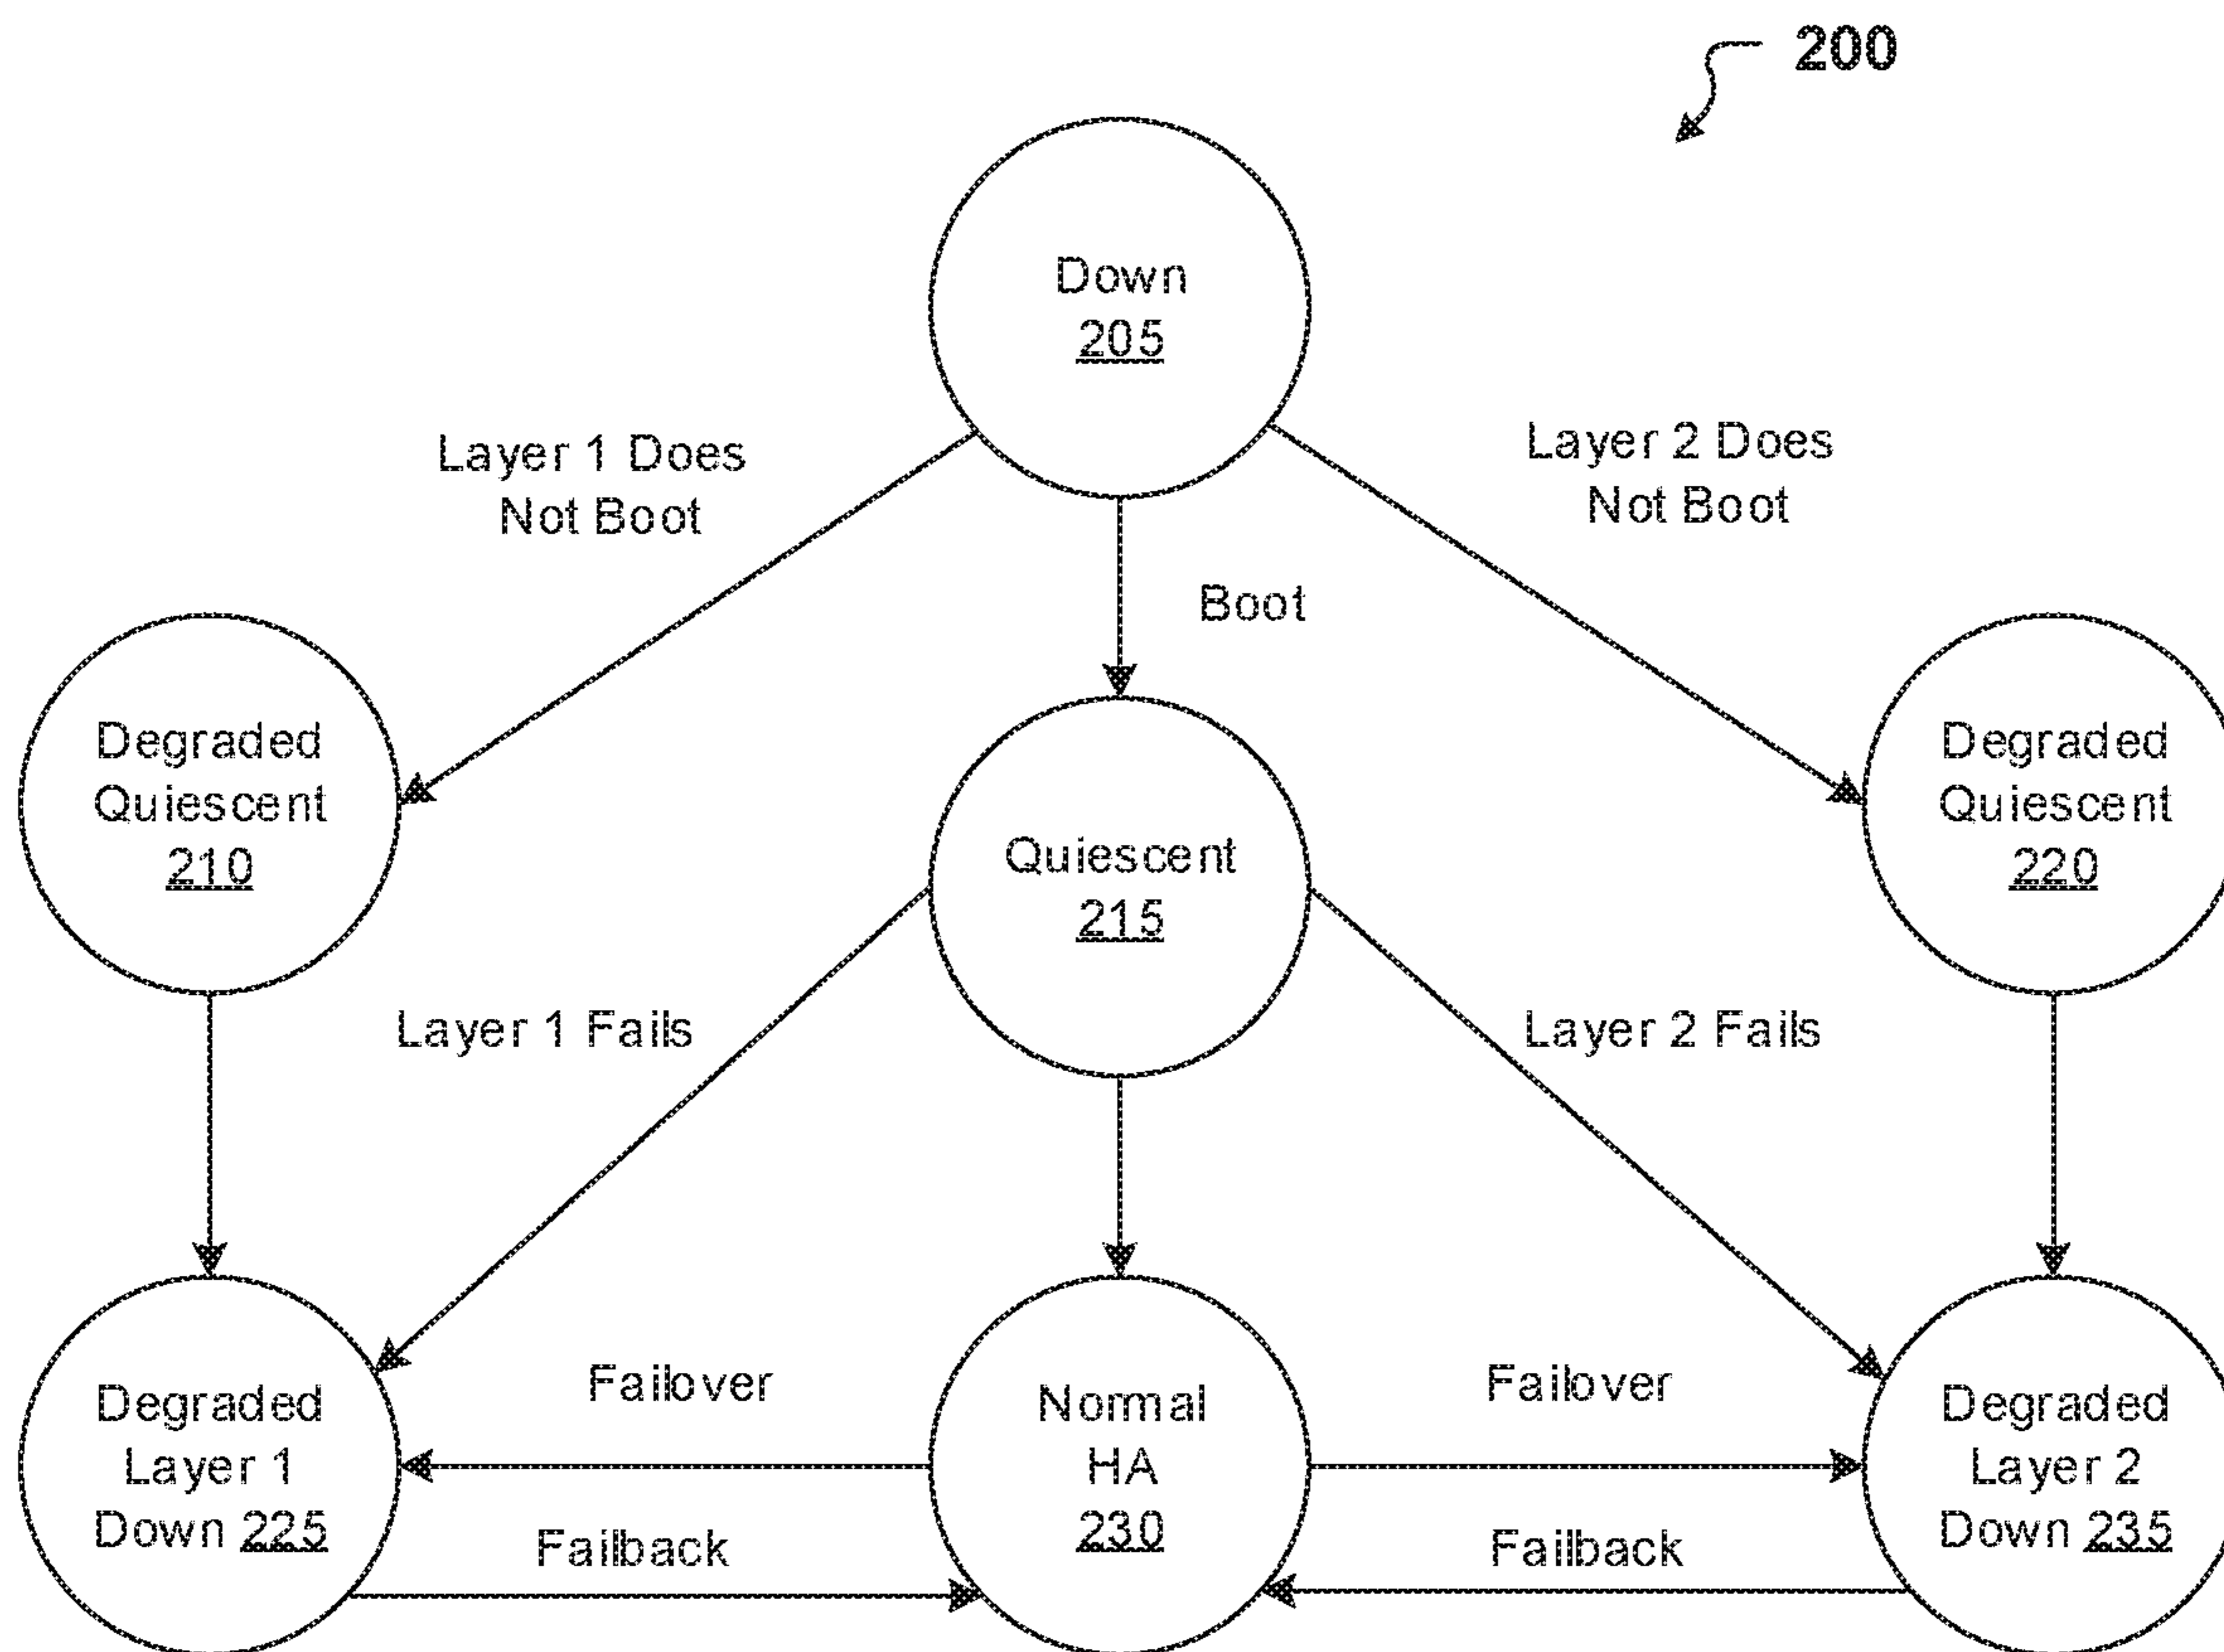 200
Down
205
Layer 1 Does
Not Boot
Layer 2 Does
Not Boot
Boot
Degraded
Quiescent
210
Quiescent
215
Degraded
Quiescent
220
Layer 1 Fails
Layer 2 Fails
Degraded
Layer 1
Down 225
Failover
Failback
Normal
HA
230
Failover
Failback
Degraded
Layer 2
Down 235